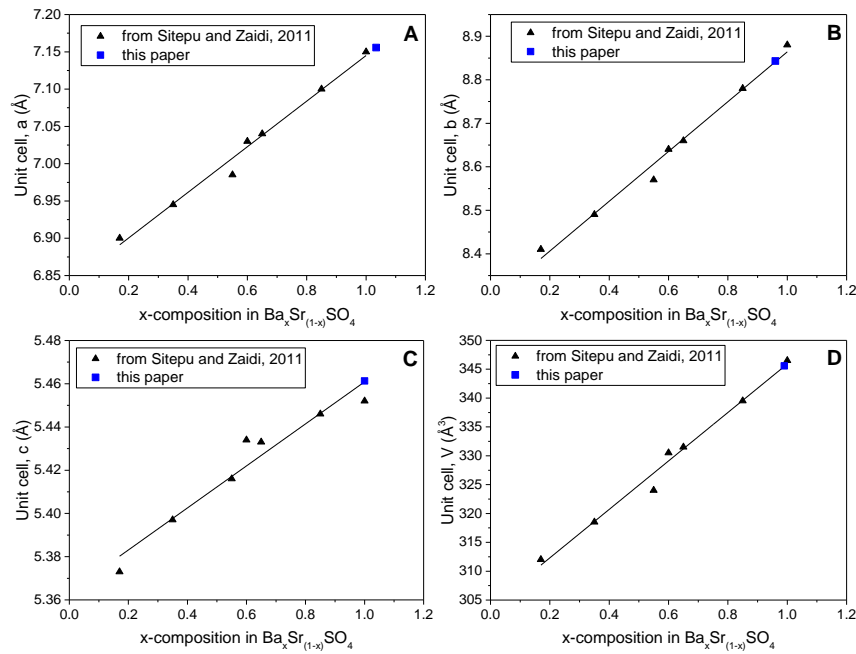 from Sitepu and Zaidi, 2011
this paper
A
7.15
7.10
7.05
7.00
6.95
6.90
6.85
Unit cell, a (Å)
0.0 0.2 0.4 0.6 0.8 1.0 1.2
x-composition in BaxSr(1-x)SO4
from Sitepu and Zaidi, 2011
this paper
B
8.9
8.8
8.7
8.6
8.5
8.4
Unit cell, b (Å)
0.0 0.2 0.4 0.6 0.8 1.0 1.2
x-composition in BaxSr(1-x)SO4
from Sitepu and Zaidi, 2011
this paper
C
5.48
5.46
5.44
5.42
5.40
5.38
5.36
Unit cell, c (Å)
0.0 0.2 0.4 0.6 0.8 1.0 1.2
x-composition in BaxSr(1-x)SO4
from Sitepu and Zaidi, 2011
this paper
D
350
345
340
335
330
325
320
315
310
305
Unit cell, V (Å3)
0.0 0.2 0.4 0.6 0.8 1.0 1.2
x-composition in BaxSr(1-x)SO4